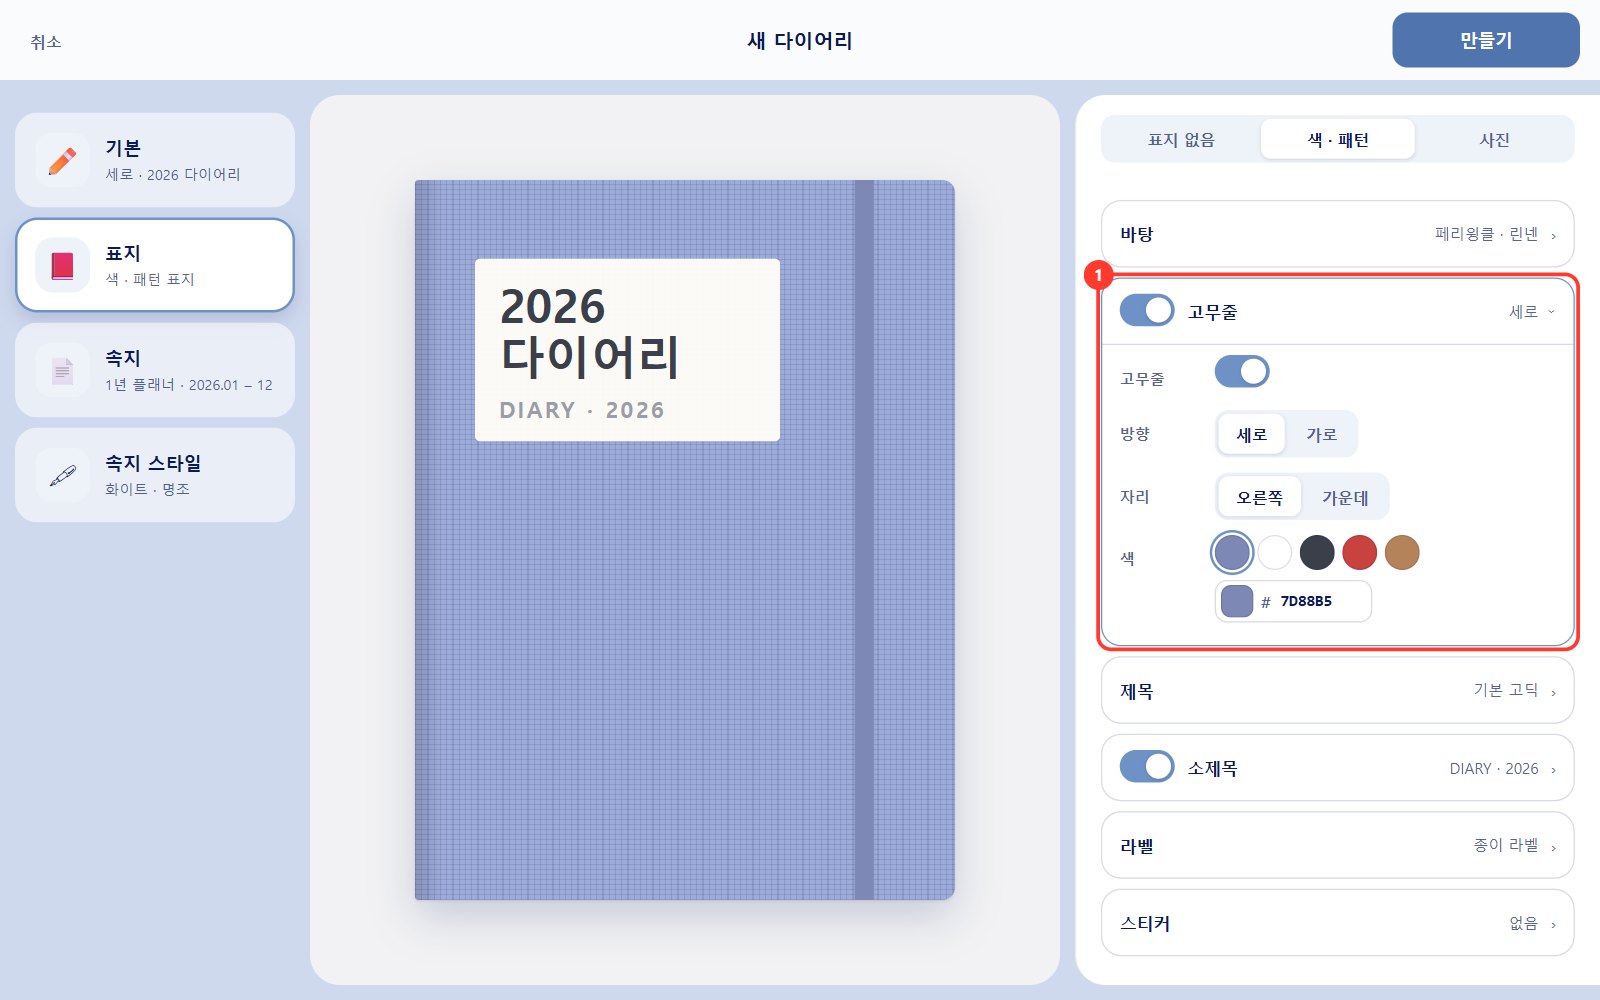 취소
새 다이어리
만들기
기본
세로 · 2026 다이어리
표지
색 · 패턴 표지
속지
1년 플래너 · 2026.01 – 12
속지 스타일
화이트 · 명조
2026
다이어리
DIARY · 2026
표지 없음
색 · 패턴
사진
바탕
페리윙클 · 린넨 ›
1
고무줄
세로
고무줄
방향
세로
가로
자리
오른쪽
가운데
색
# 7D88B5
제목
기본 고딕 ›
소제목
DIARY · 2026 ›
라벨
종이 라벨 ›
스티커
없음 ›